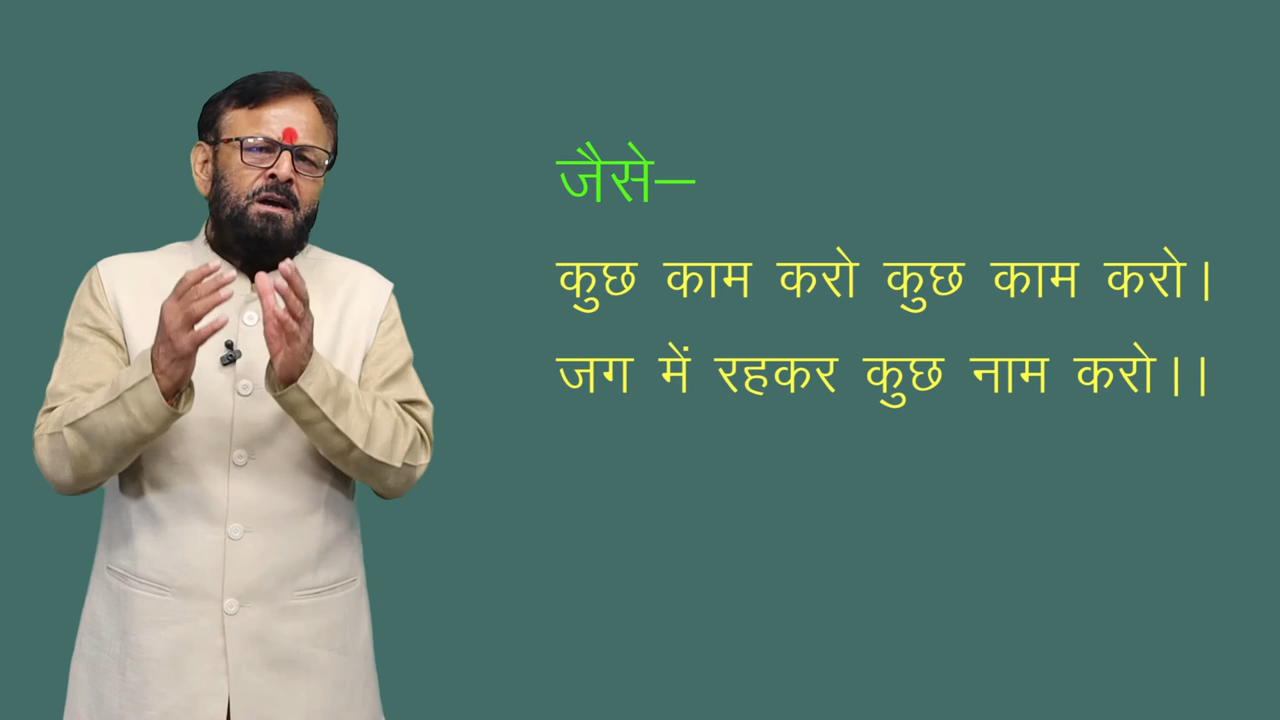 जैसे—
कुछ काम करो कुछ काम करो।
जग में रहकर कुछ नाम करो।।